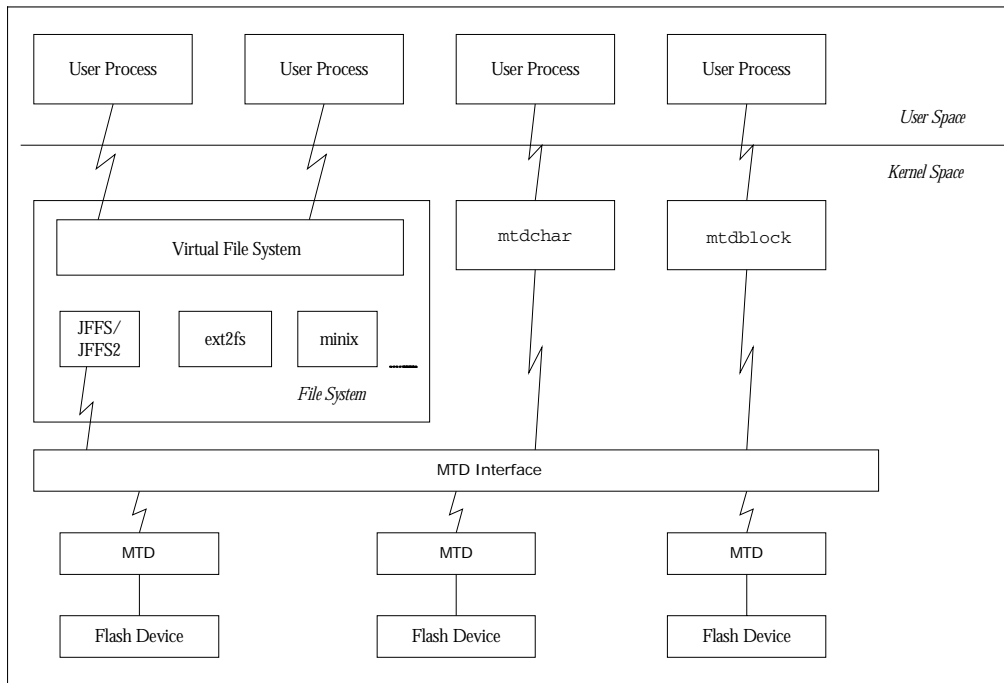 User Process
User Process
User Process
User Process
User Space
Kernel Space
Virtual File System
mtdchar
mtdblock
JFFS/
JFFS2
ext2fs
minix
........
File System
MTD Interface
MTD
MTD
MTD
Flash Device
Flash Device
Flash Device